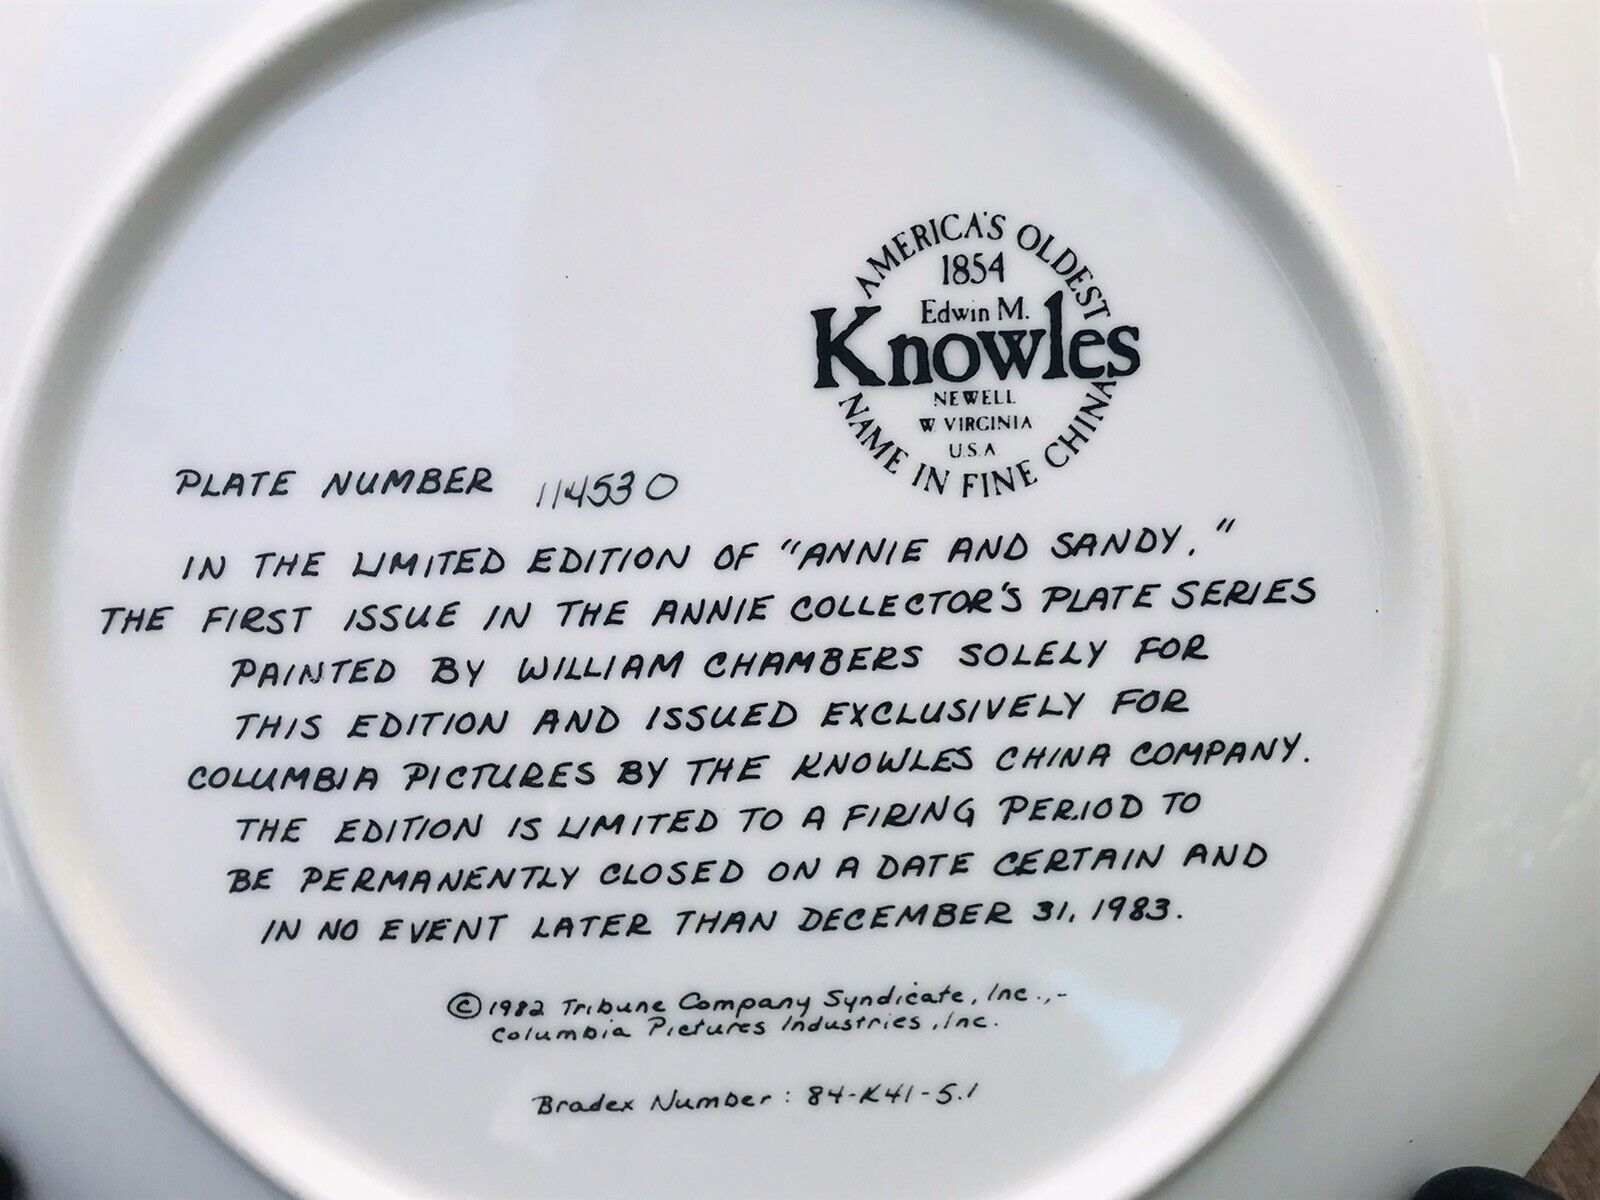 AMERICA'S OLDEST
1854
Edwin M.
Knowles
NEWELL
W VIRGINIA
U.S.A
NAME IN FINE CHINA
PLATE NUMBER 114530
IN THE LIMITED EDITION OF "ANNIE AND SANDY,"
THE FIRST ISSUE IN THE ANNIE COLLECTOR'S PLATE SERIES
PAINTED BY WILLIAM CHAMBERS SOLELY FOR
THIS EDITION AND ISSUED EXCLUSIVELY FOR
COLUMBIA PICTURES BY THE KNOWLES CHINA COMPANY.
THE EDITION IS LIMITED TO A FIRING PERIOD TO
BE PERMANENTLY CLOSED ON A DATE CERTAIN AND
IN NO EVENT LATER THAN DECEMBER 31, 1983.
©1982 Tribune Company Syndicate, Inc.,-
Columbia Pictures Industries, Inc.
Bradex Number: 84-K41-5.1